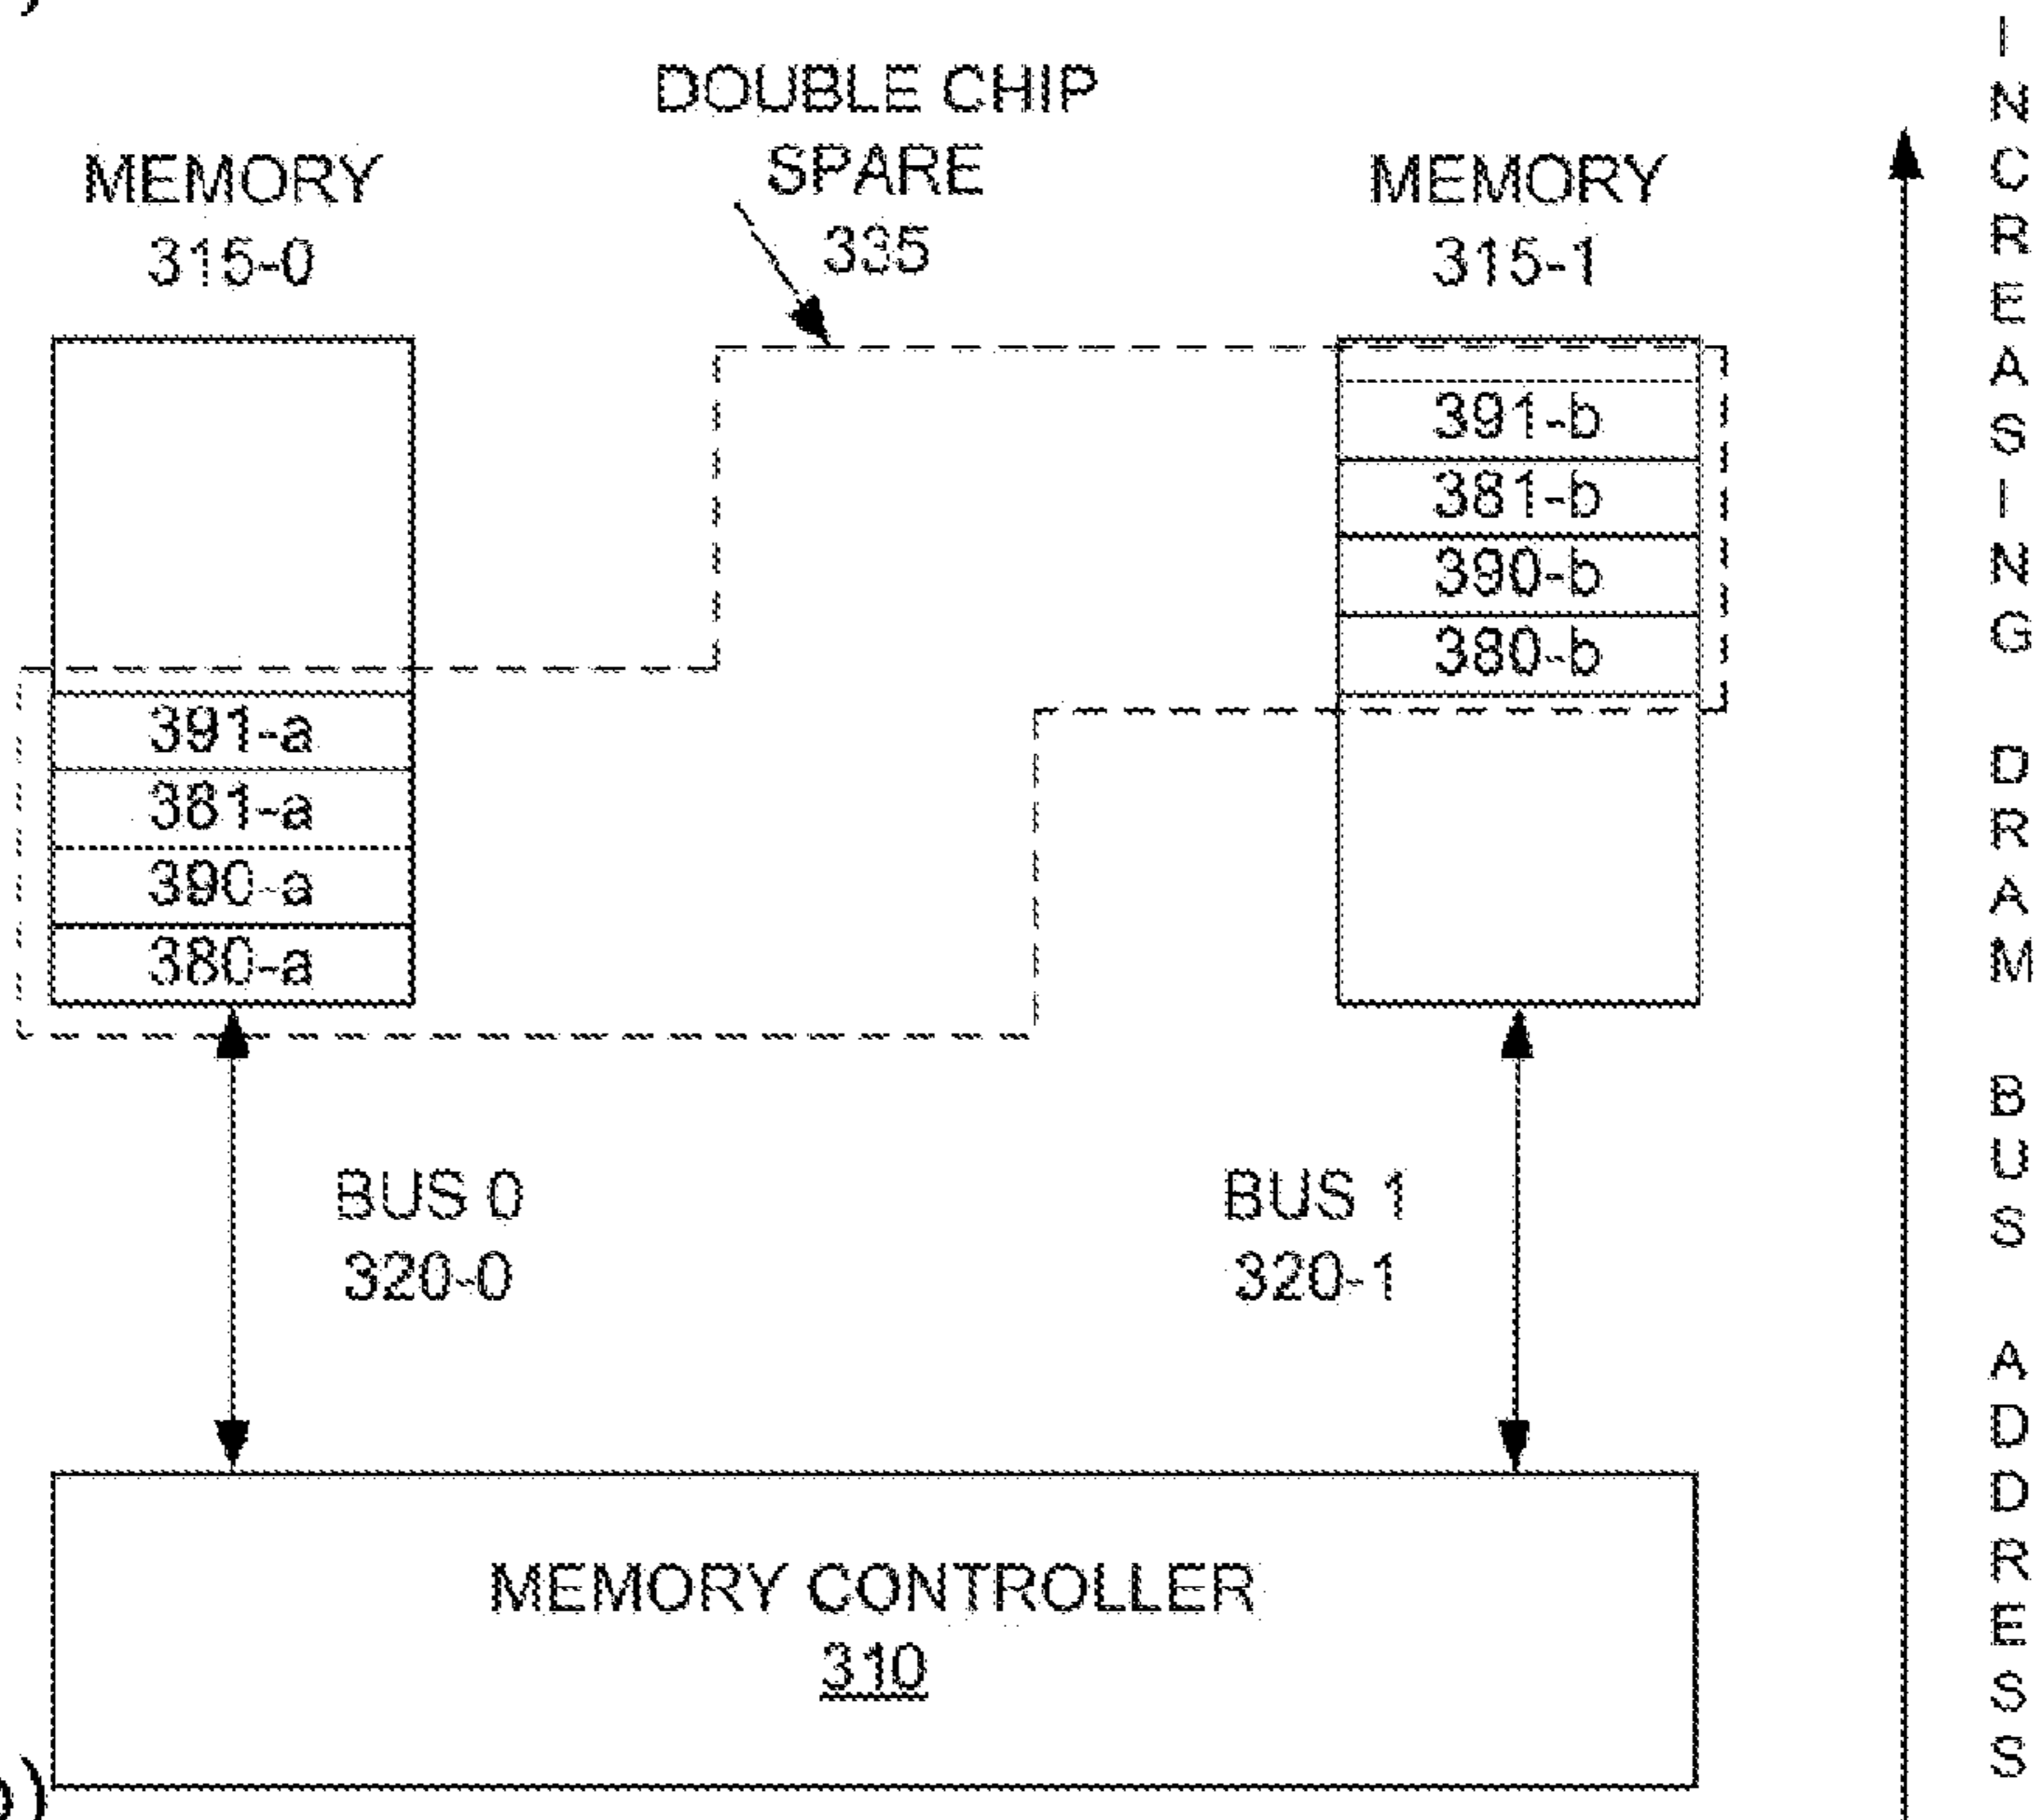 DOUBLE CHIP
SPARE
335
MEMORY
315-0
MEMORY
315-1
391-b
381-b
390-b
380-b
391-a
381-a
390-a
380-a
BUS 0
320-0
BUS 1
320-1
MEMORY CONTROLLER
310
INCREASING DRAM BUS ADDRESS